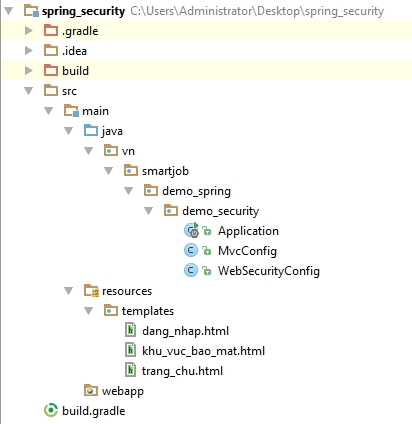 spring_security C:\Users\Administrator\Desktop\spring_security
.gradle
.idea
build
src
main
java
vn
smartjob
demo_spring
demo_security
Application
MvcConfig
WebSecurityConfig
resources
templates
dang_nhap.html
khu_vuc_bao_mat.html
trang_chu.html
webapp
build.gradle